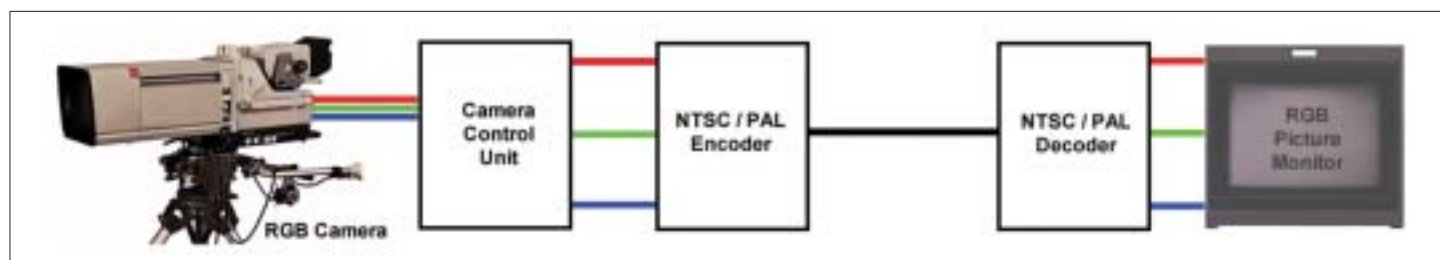 RGB Camera
Camera
Control
Unit
NTSC / PAL
Encoder
NTSC / PAL
Decoder
RGB
Picture
Monitor